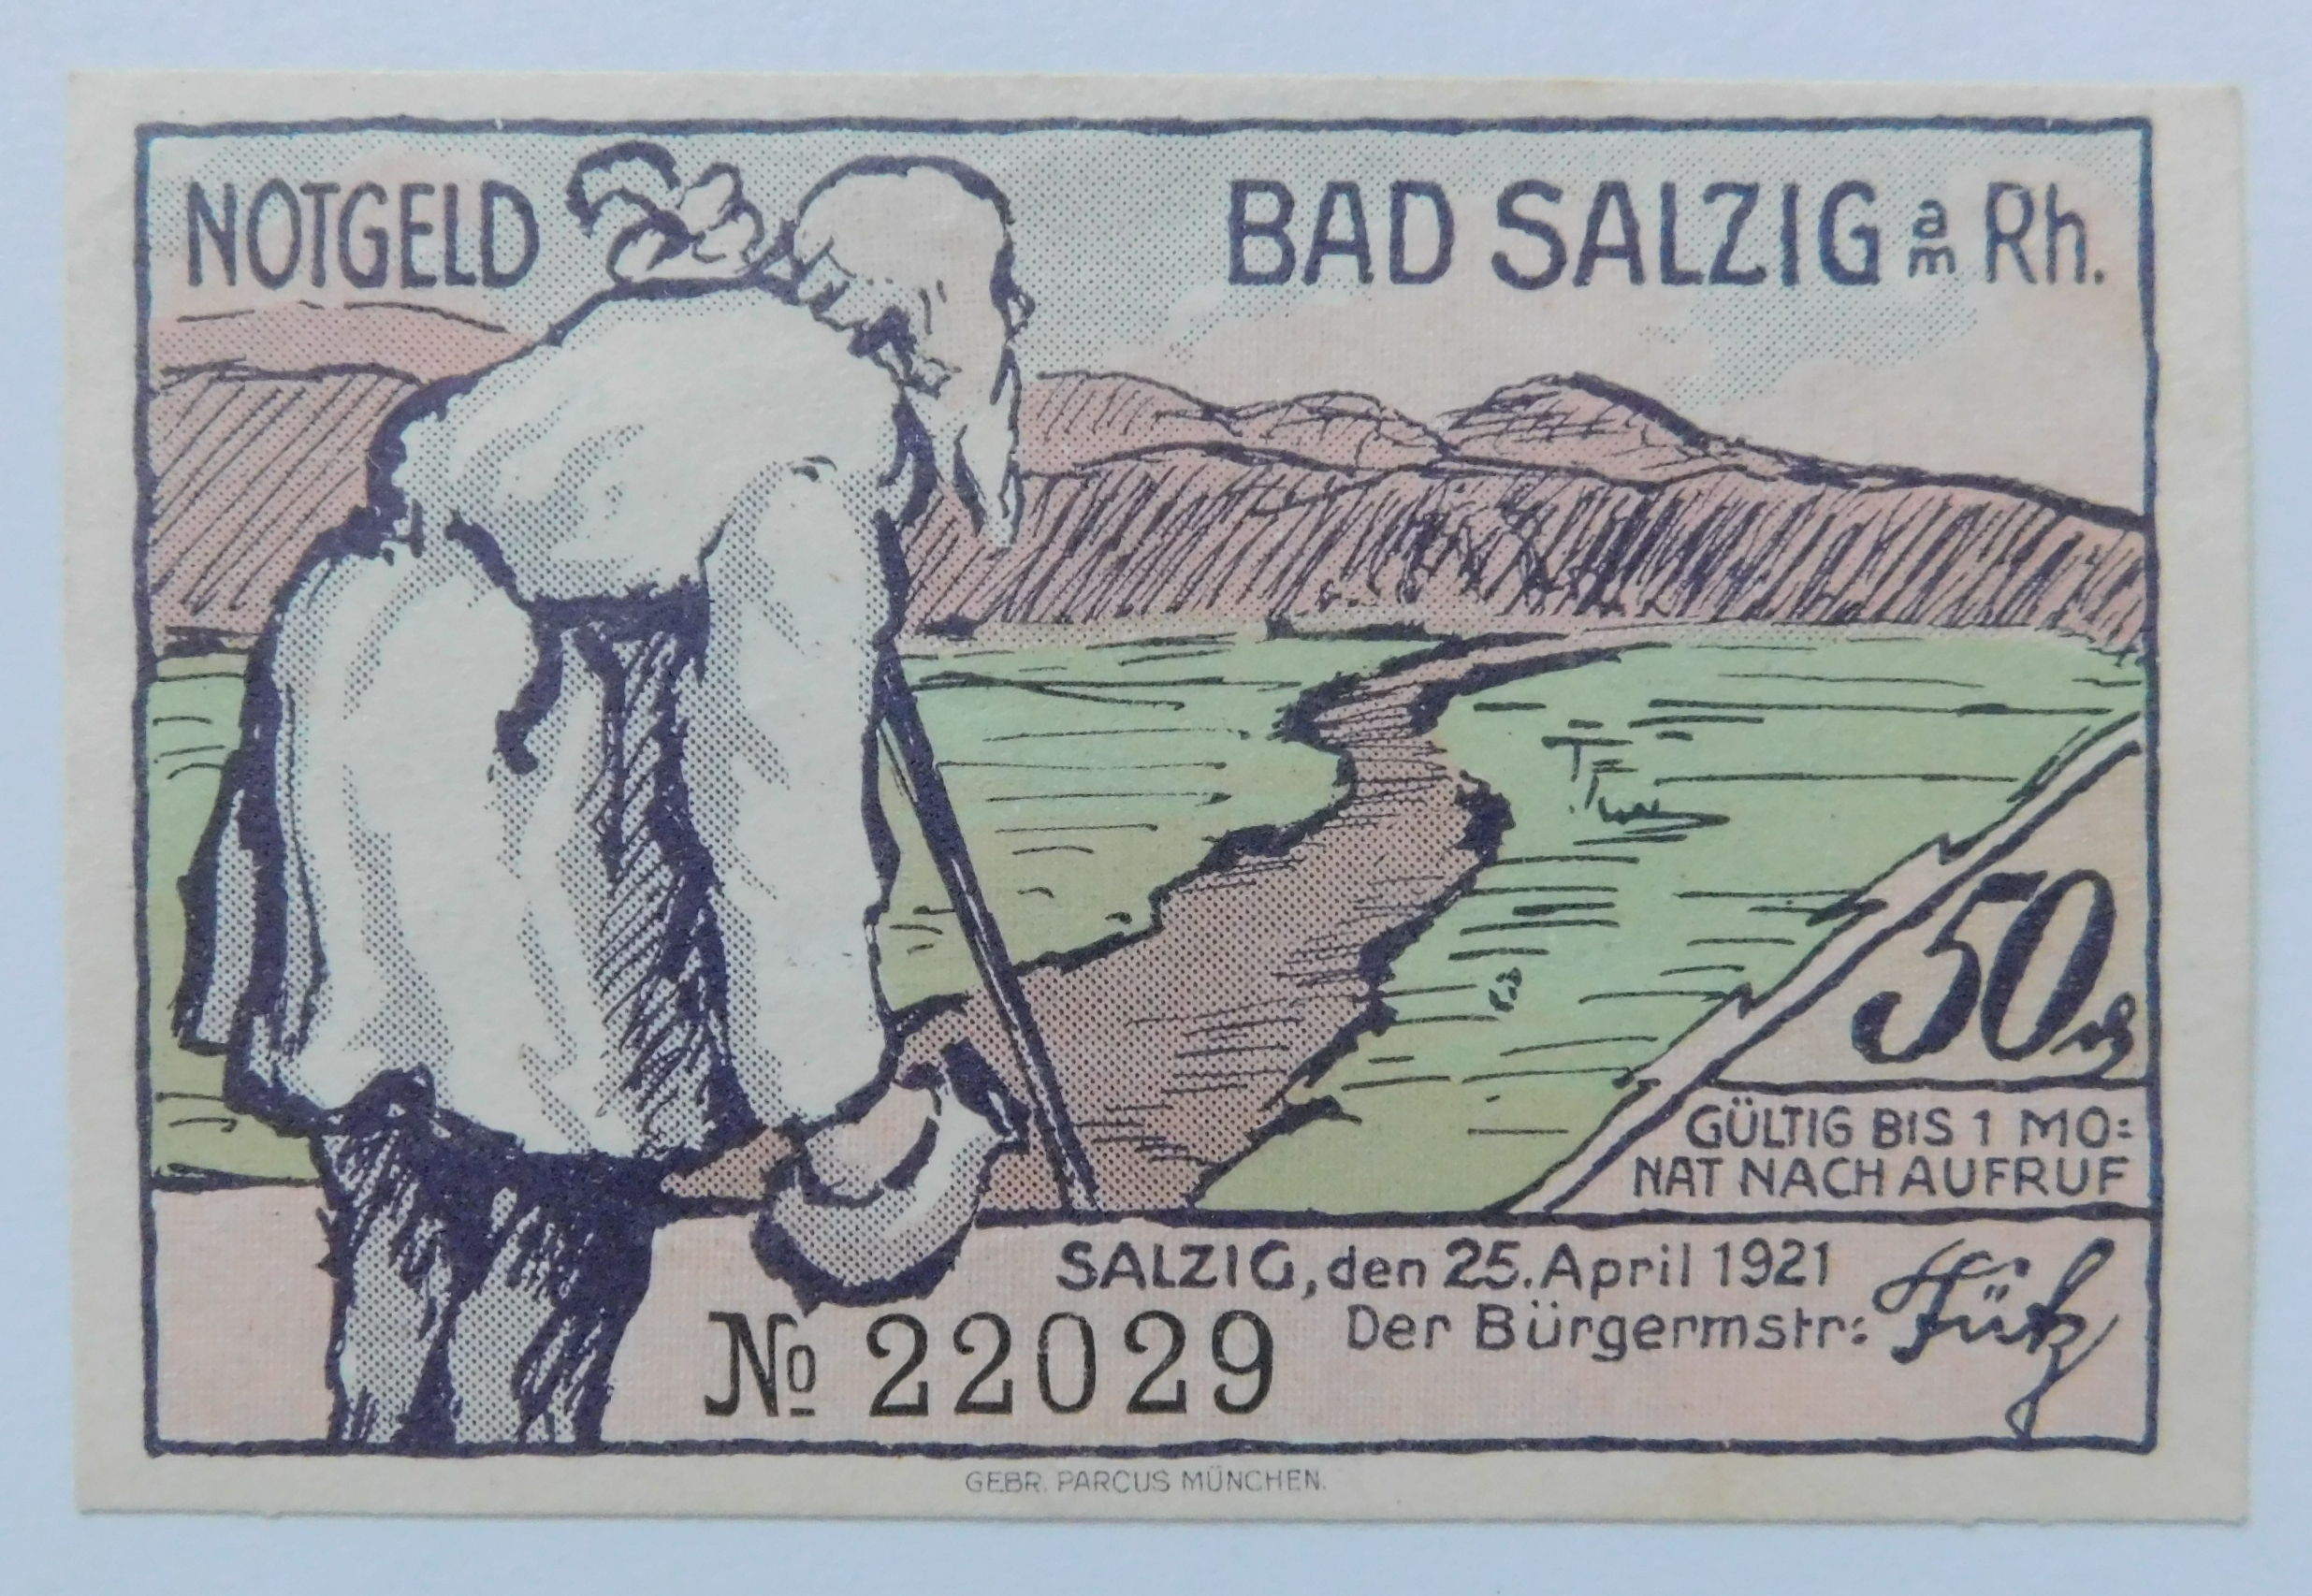 NOTGELD
BAD SALZIG am Rh.
50 ₰
GÜLTIG BIS 1 MO=
NAT NACH AUFRUF
SALZIG, den 25. April 1921
Der Bürgermstr:
№ 22029
GEBR. PARCUS MÜNCHEN.